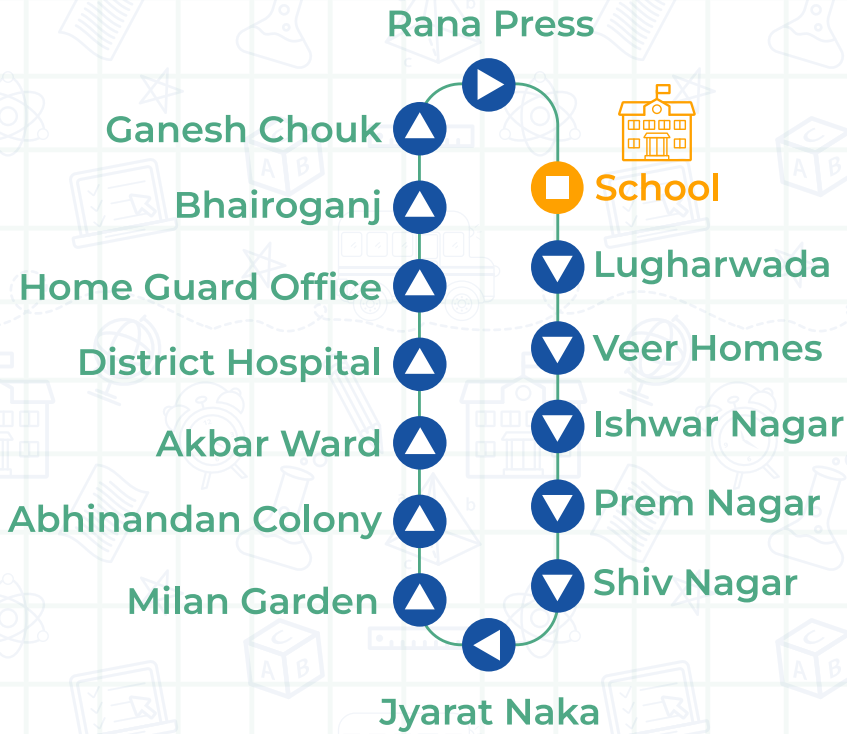 Rana Press
Ganesh Chouk
School
Bhairoganj
Lugharwada
Home Guard Office
Veer Homes
District Hospital
Ishwar Nagar
Akbar Ward
Prem Nagar
Abhinandan Colony
Shiv Nagar
Milan Garden
Jyarat Naka